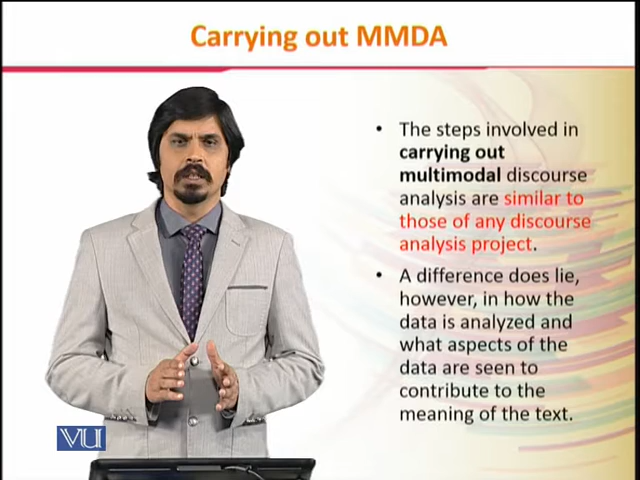 Carrying out MMDA
• The steps involved in
carrying out
multimodal discourse
analysis are similar to
those of any discourse
analysis project.
• A difference does lie,
however, in how the
data is analyzed and
what aspects of the
data are seen to
contribute to the
meaning of the text.
VU